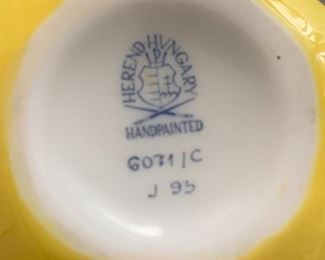 HEREND HUNGARY
HANDPAINTED
6071/C
J 95